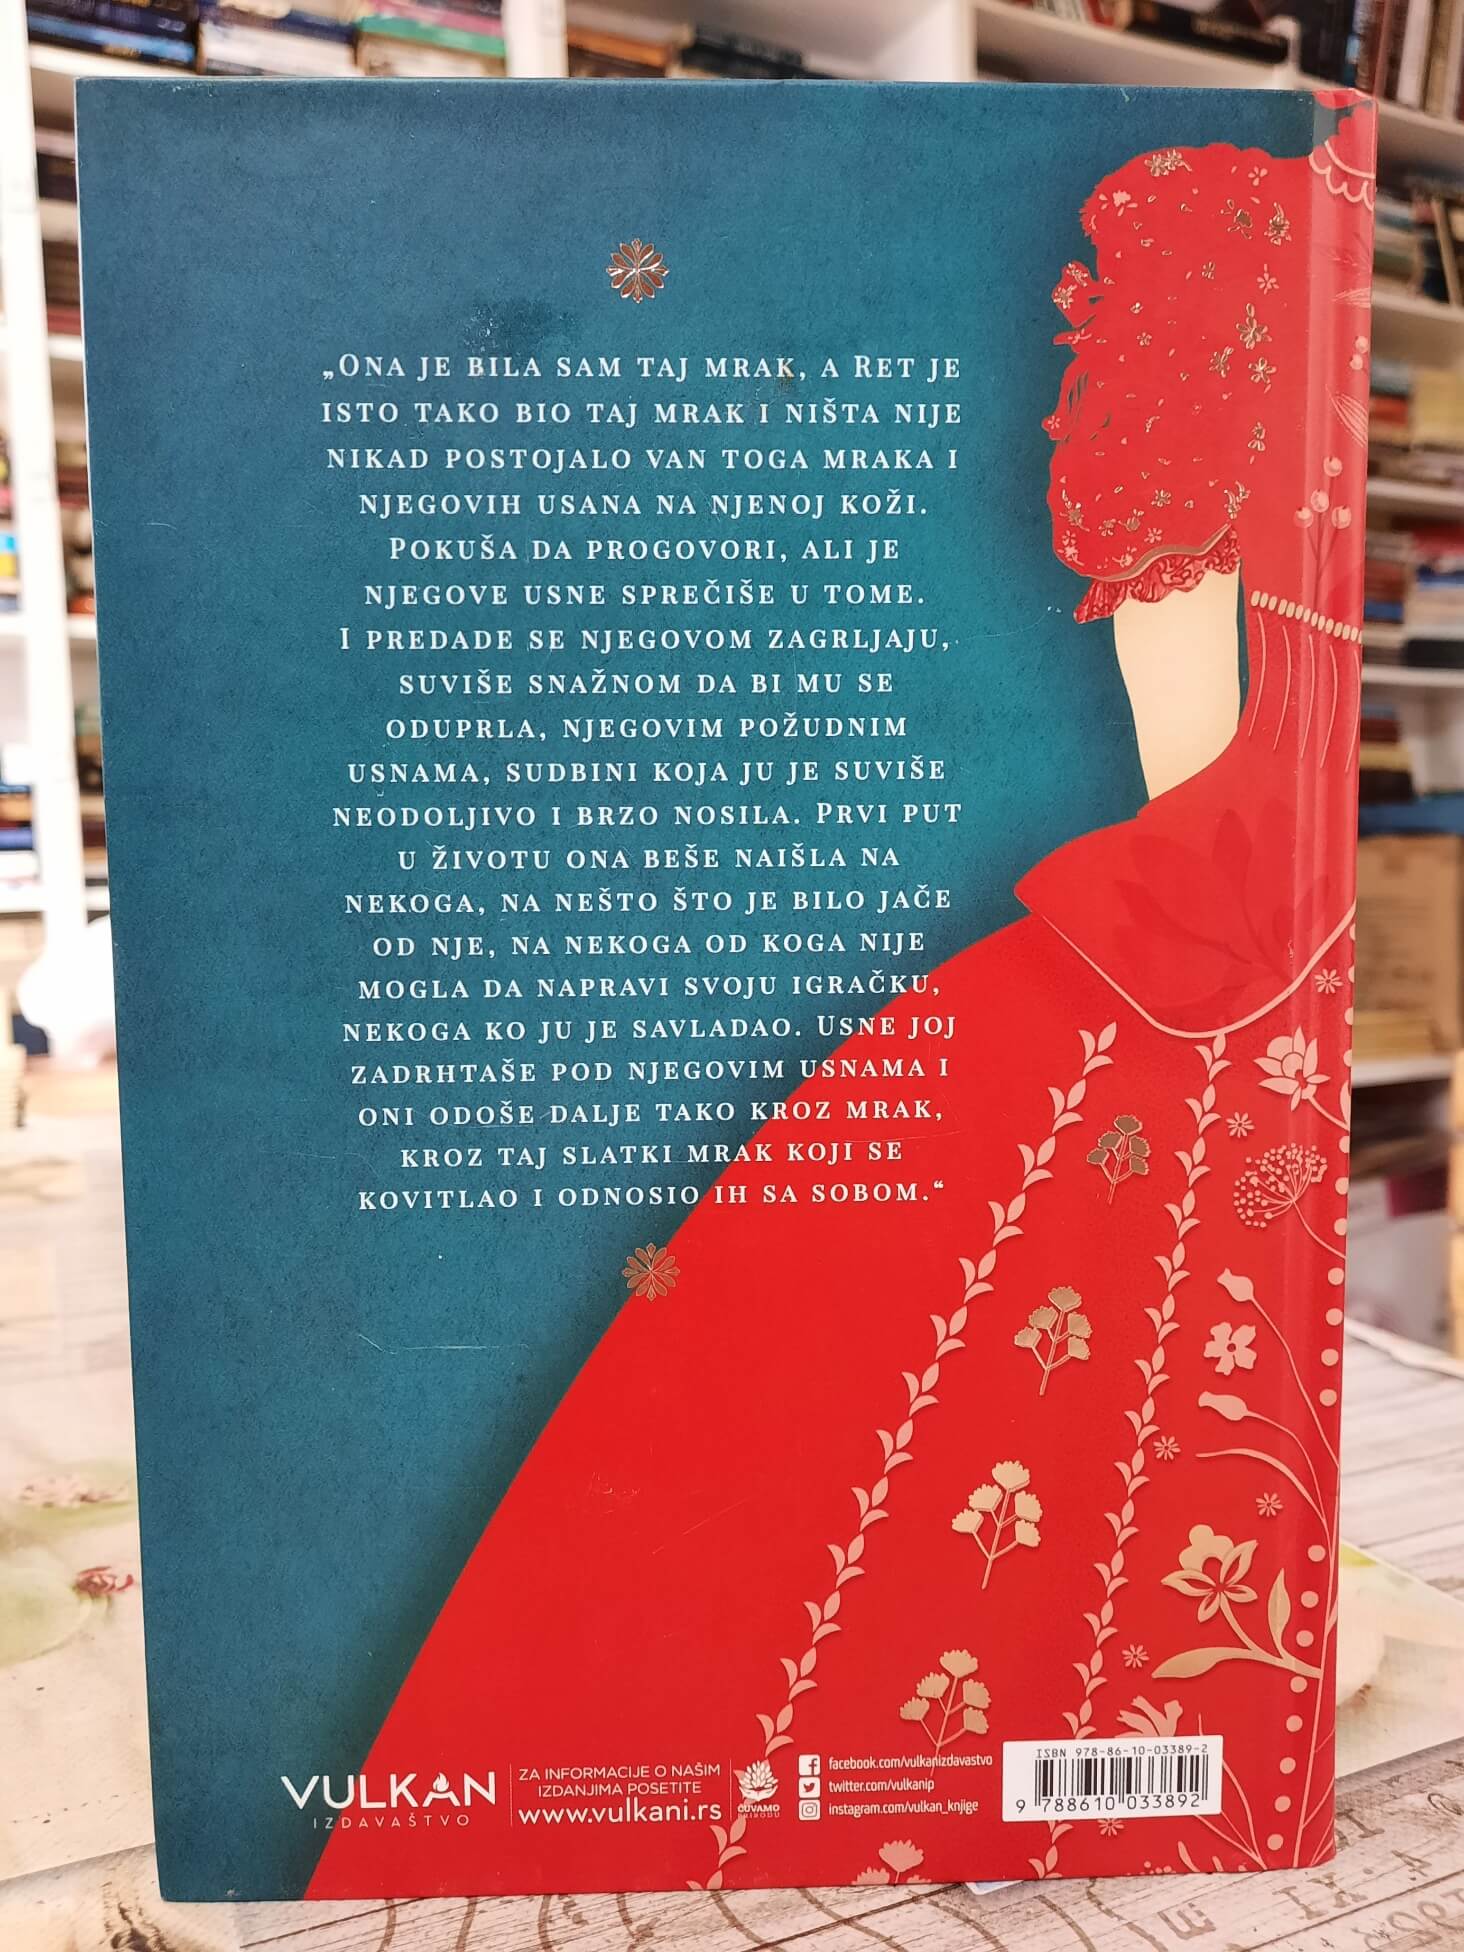 „Ona je bila sam taj mrak, a Ret je
isto tako bio taj mrak i ništa nije
nikad postojalo van toga mraka i
njegovih usana na njenoj koži.
Pokuša da progovori, ali je
njegove usne sprečiše u tome.
I predade se njegovom zagrljaju,
suviše snažnom da bi mu se
oduprla, njegovim požudnim
usnama, sudbini koja ju je suviše
neodoljivo i brzo nosila. Prvi put
u životu ona beše naišla na
nekoga, na nešto što je bilo jače
od nje, na nekoga od koga nije
mogla da napravi svoju igračku,
nekoga ko ju je savladao. Usne joj
zadrhtaše pod njegovim usnama i
oni odoše dalje tako kroz mrak,
kroz taj slatki mrak koji se
kovitlao i odnosio ih sa sobom.“
VULKAN
IZDAVAŠTVO
ZA INFORMACIJE O NAŠIM
IZDANJIMA POSETITE
www.vulkani.rs
ČUVAMO
PRIRODU
facebook.com/vulkanizdavastvo
twitter.com/vulkanip
instagram.com/vulkan_knjige
ISBN 978-86-10-03389-2
9 788610 033892